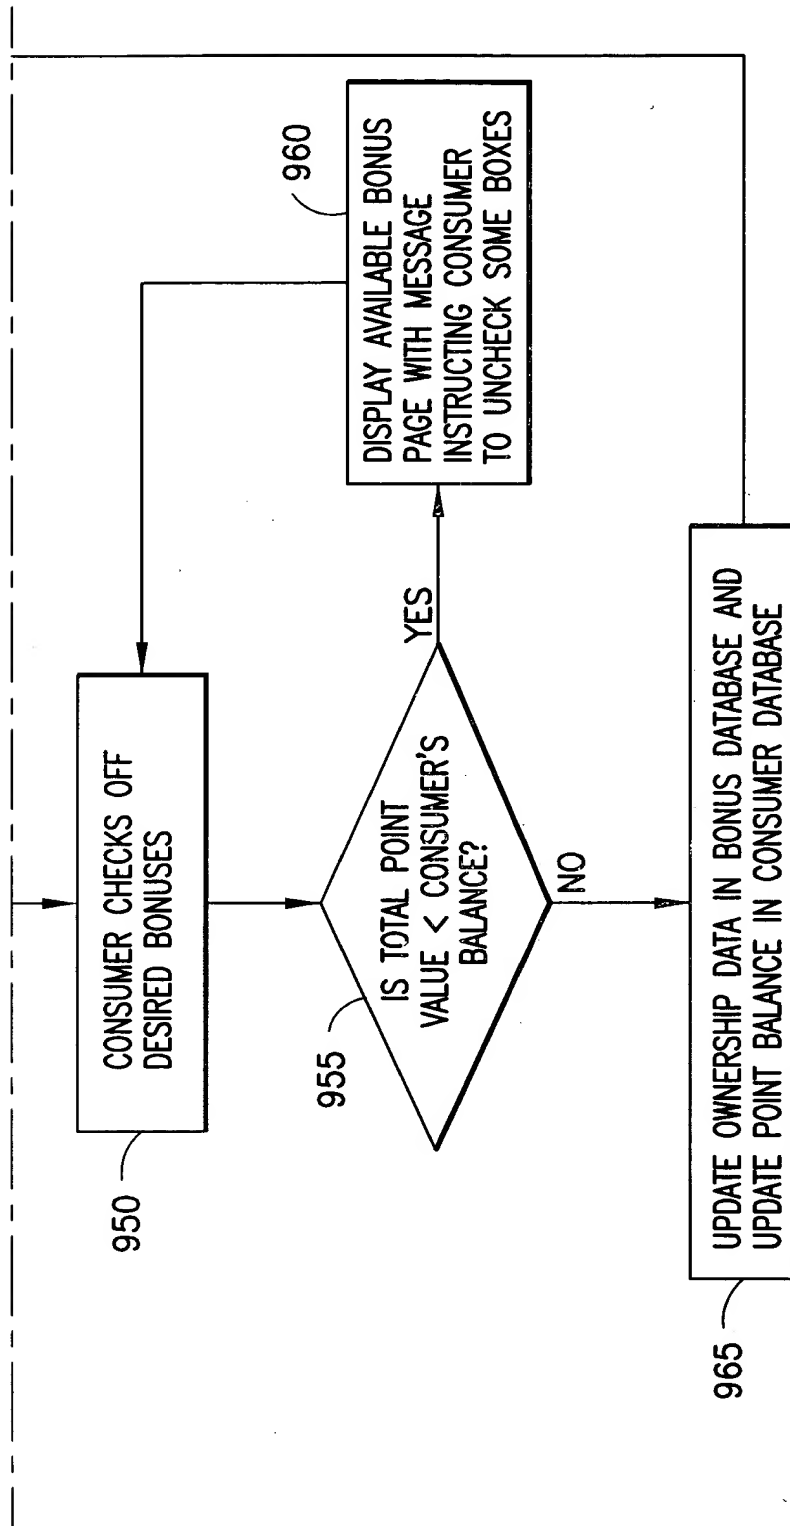 CONSUMER CHECKS OFF
DESIRED BONUSES
950
IS TOTAL POINT
VALUE < CONSUMER'S
BALANCE?
955
YES
DISPLAY AVAILABLE BONUS
PAGE WITH MESSAGE
INSTRUCTING CONSUMER
TO UNCHECK SOME BOXES
960
NO
UPDATE OWNERSHIP DATA IN BONUS DATABASE AND
UPDATE POINT BALANCE IN CONSUMER DATABASE
965